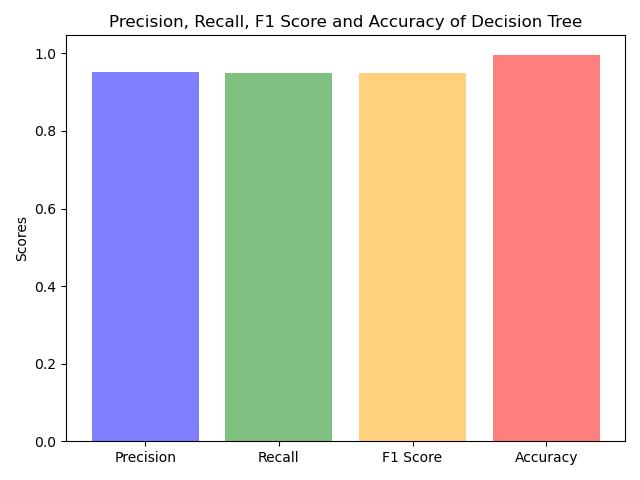 Precision, Recall, F1 Score and Accuracy of Decision Tree
1.0
0.8
0.6
0.4
0.2
0.0
Scores
Precision Recall F1 Score Accuracy